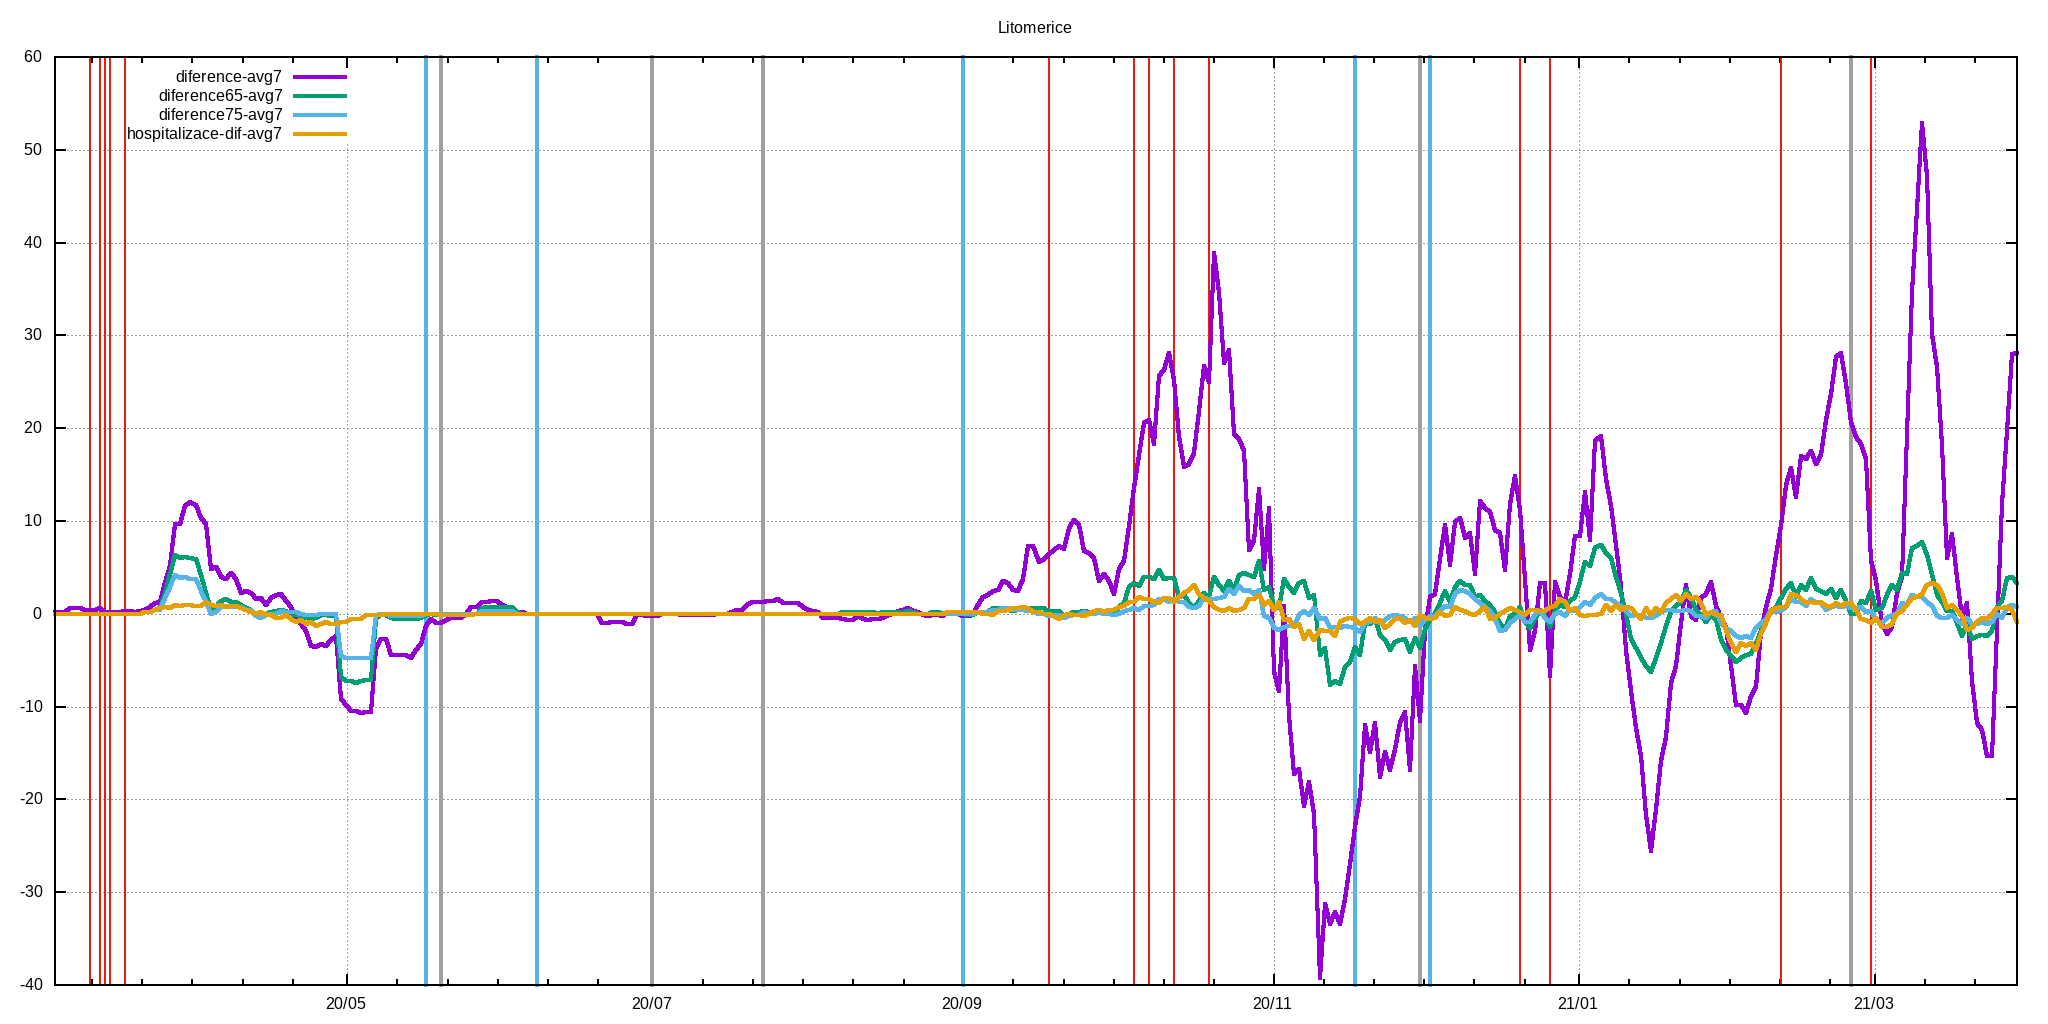 Litomerice
60
diference-avg7
diference65-avg7
diference75-avg7
hospitalizace-dif-avg7
50
40
30
20
10
0
-10
-20
-30
-40
20/05 20/07 20/09 20/11 21/01 21/03